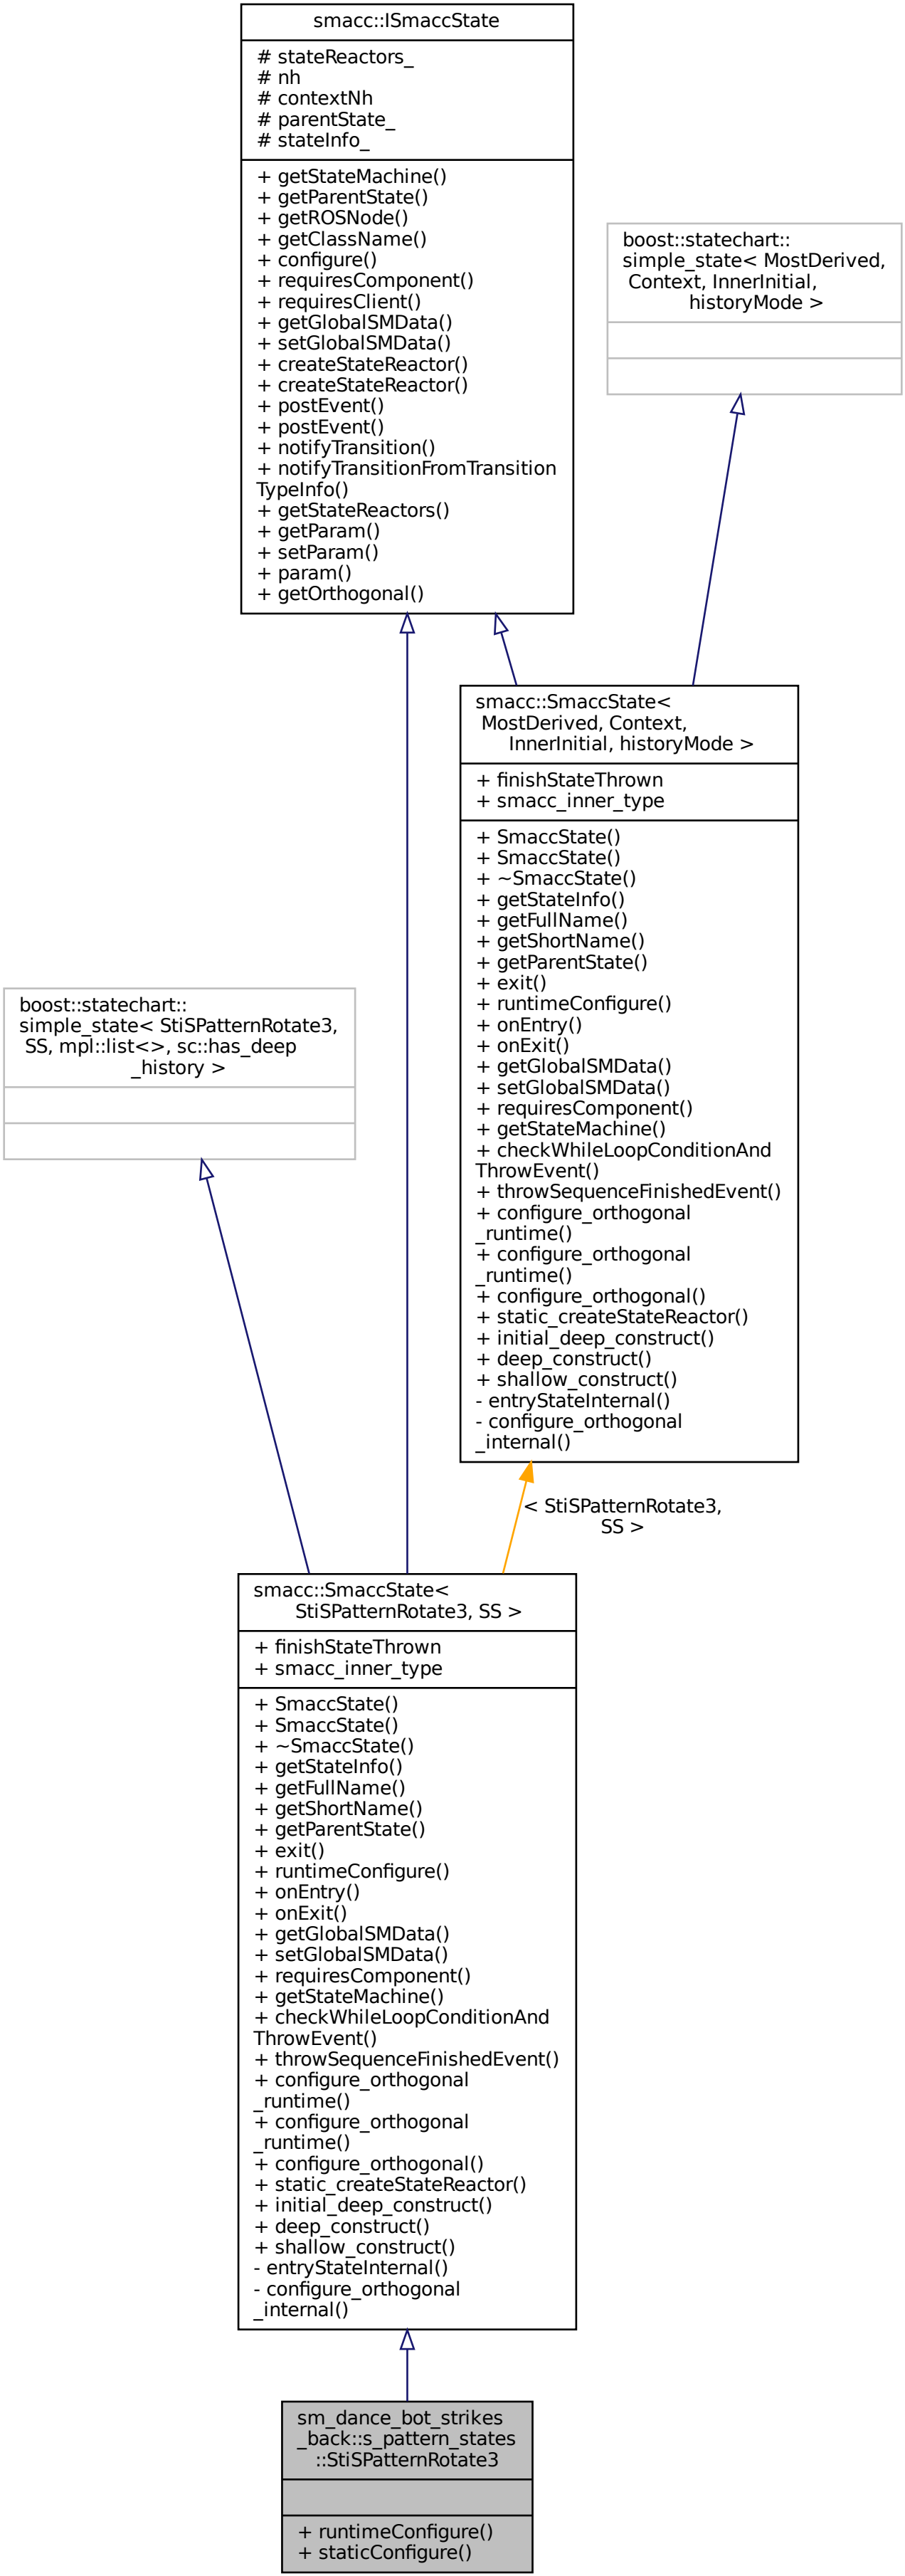 smacc::ISmaccState
# stateReactors_
# nh
# contextNh
# parentState_
# stateInfo_
+ getStateMachine()
+ getParentState()
+ getROSNode()
+ getClassName()
+ configure()
+ requiresComponent()
+ requiresClient()
+ getGlobalSMData()
+ setGlobalSMData()
+ createStateReactor()
+ createStateReactor()
+ postEvent()
+ postEvent()
+ notifyTransition()
+ notifyTransitionFromTransition
TypeInfo()
+ getStateReactors()
+ getParam()
+ setParam()
+ param()
+ getOrthogonal()
boost::statechart::
simple_state< MostDerived,
Context, InnerInitial,
historyMode >
smacc::SmaccState<
MostDerived, Context,
InnerInitial, historyMode >
+ finishStateThrown
+ smacc_inner_type
+ SmaccState()
+ SmaccState()
+ ~SmaccState()
+ getStateInfo()
+ getFullName()
+ getShortName()
+ getParentState()
+ exit()
+ runtimeConfigure()
+ onEntry()
+ onExit()
+ getGlobalSMData()
+ setGlobalSMData()
+ requiresComponent()
+ getStateMachine()
+ checkWhileLoopConditionAnd
ThrowEvent()
+ throwSequenceFinishedEvent()
+ configure_orthogonal
_runtime()
+ configure_orthogonal
_runtime()
+ configure_orthogonal()
+ static_createStateReactor()
+ initial_deep_construct()
+ deep_construct()
+ shallow_construct()
- entryStateInternal()
- configure_orthogonal
_internal()
boost::statechart::
simple_state< StiSPatternRotate3,
SS, mpl::list<>, sc::has_deep
_history >
< StiSPatternRotate3,
SS >
smacc::SmaccState<
StiSPatternRotate3, SS >
+ finishStateThrown
+ smacc_inner_type
+ SmaccState()
+ SmaccState()
+ ~SmaccState()
+ getStateInfo()
+ getFullName()
+ getShortName()
+ getParentState()
+ exit()
+ runtimeConfigure()
+ onEntry()
+ onExit()
+ getGlobalSMData()
+ setGlobalSMData()
+ requiresComponent()
+ getStateMachine()
+ checkWhileLoopConditionAnd
ThrowEvent()
+ throwSequenceFinishedEvent()
+ configure_orthogonal
_runtime()
+ configure_orthogonal
_runtime()
+ configure_orthogonal()
+ static_createStateReactor()
+ initial_deep_construct()
+ deep_construct()
+ shallow_construct()
- entryStateInternal()
- configure_orthogonal
_internal()
sm_dance_bot_strikes
_back::s_pattern_states
::StiSPatternRotate3
+ runtimeConfigure()
+ staticConfigure()